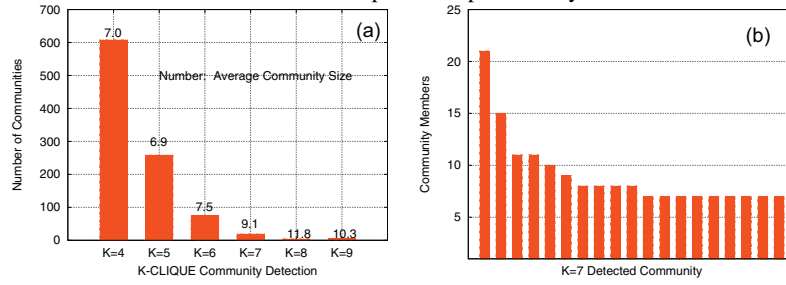 (a)
Number of Communities
700
600
500
400
300
200
100
0
7.0
6.9
7.5
9.1
11.8
10.3
Number: Average Community Size
K=4 K=5 K=6 K=7 K=8 K=9
K-CLIQUE Community Detection
(b)
Community Members
25
20
15
10
5
K=7 Detected Community